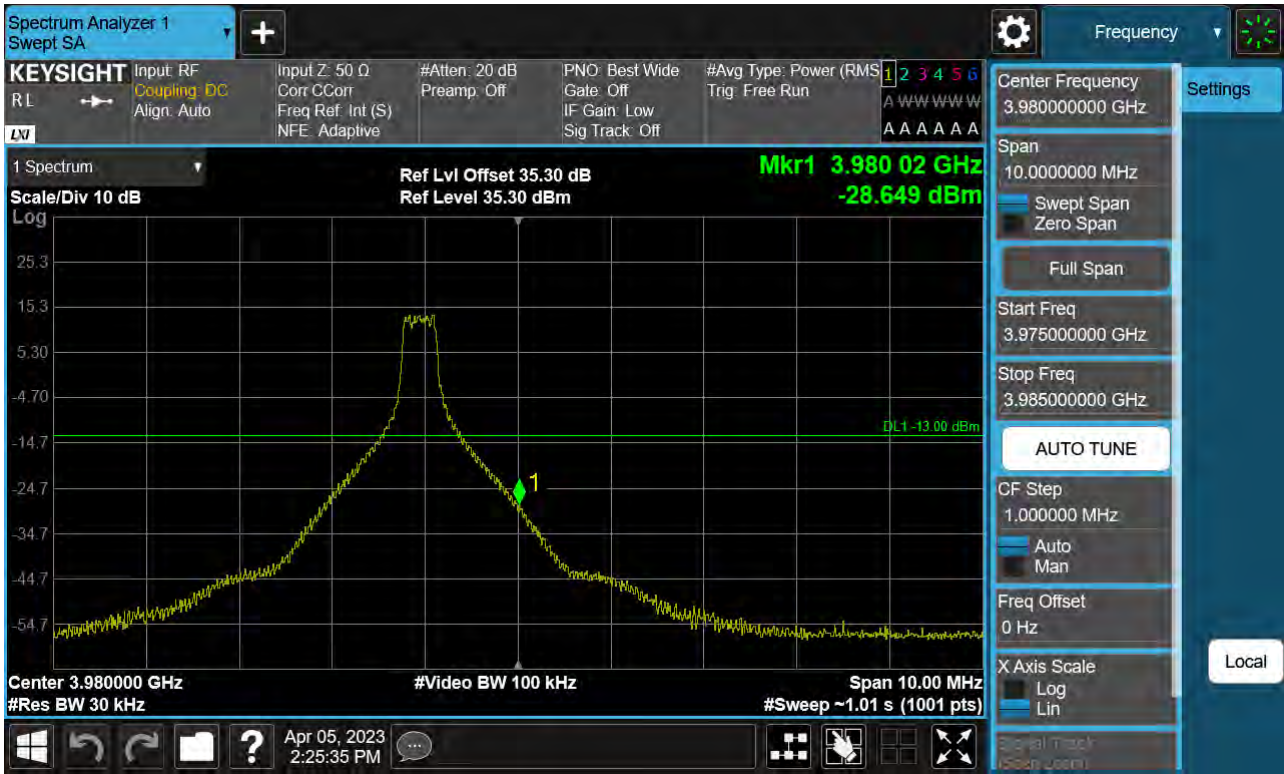 Spectrum Analyzer 1
Swept SA
Frequency
KEYSIGHT
RL
LXI
Input: RF
Coupling: DC
Align: Auto
Input Z: 50 Ω
Corr CCorr
Freq Ref: Int (S)
NFE: Adaptive
#Atten: 20 dB
Preamp: Off
PNO: Best Wide
Gate: Off
IF Gain: Low
Sig Track: Off
#Avg Type: Power (RMS
Trig: Free Run
1 2 3 4 5 6
A W W W W W
A A A A A A
1 Spectrum
Scale/Div 10 dB
Log
Ref Lvl Offset 35.30 dB
Ref Level 35.30 dBm
Mkr1 3.980 02 GHz
-28.649 dBm
25.3
15.3
5.30
-4.70
-14.7
-24.7
-34.7
-44.7
-54.7
DL1 -13.00 dBm
1
Center 3.980000 GHz
#Video BW 100 kHz
Span 10.00 MHz
#Res BW 30 kHz
#Sweep ~1.01 s (1001 pts)
Center Frequency
3.980000000 GHz
Settings
Span
10.0000000 MHz
Swept Span
Zero Span
Full Span
Start Freq
3.975000000 GHz
Stop Freq
3.985000000 GHz
AUTO TUNE
CF Step
1.000000 MHz
Auto
Man
Freq Offset
0 Hz
X Axis Scale
Log
Lin
Signal Track
(Span Zoom)
Local
?
Apr 05, 2023
2:25:35 PM